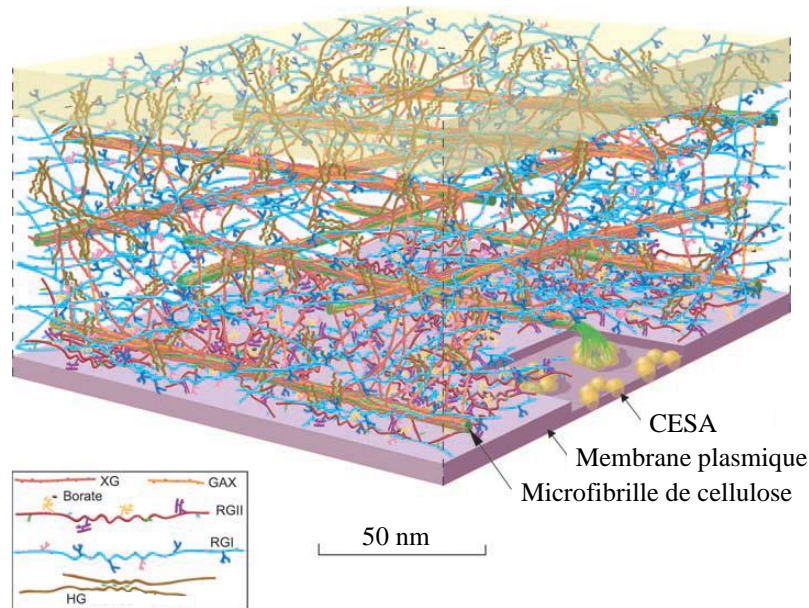 CESA
Membrane plasmique
Microfibrille de cellulose
XG
GAX
Borate
RGII
RGI
HG
50 nm